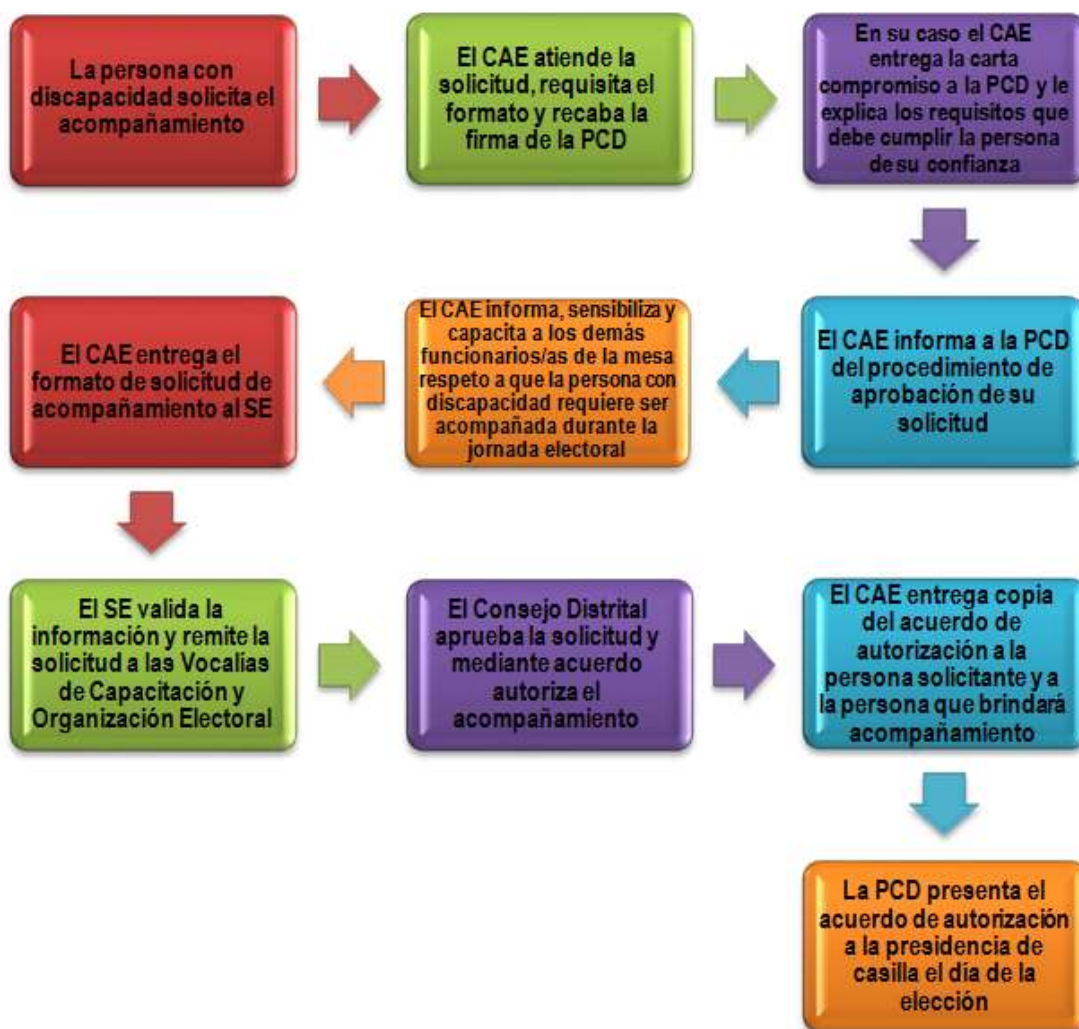 La persona con
discapacidad solicita el
acompañamiento
El CAE atiende la
solicitud, requisita el
formato y recaba la
firma de la PCD
En su caso el CAE
entrega la carta
compromiso a la PCD y le
explica los requisitos que
debe cumplir la persona
de su confianza
El CAE informa a la PCD
del procedimiento de
aprobación de su
solicitud
El CAE informa, sensibiliza y
capacita a los demás
funcionarios/as de la mesa
respeto a que la persona con
discapacidad requiere ser
acompañada durante la
jornada electoral
El CAE entrega el
formato de solicitud de
acompañamiento al SE
El SE valida la
información y remite la
solicitud a las Vocalías
de Capacitación y
Organización Electoral
El Consejo Distrital
aprueba la solicitud y
mediante acuerdo
autoriza el
acompañamiento
El CAE entrega copia
del acuerdo de
autorización a la
persona solicitante y a
la persona que brindará
acompañamiento
La PCD presenta el
acuerdo de autorización
a la presidencia de
casilla el día de la
elección